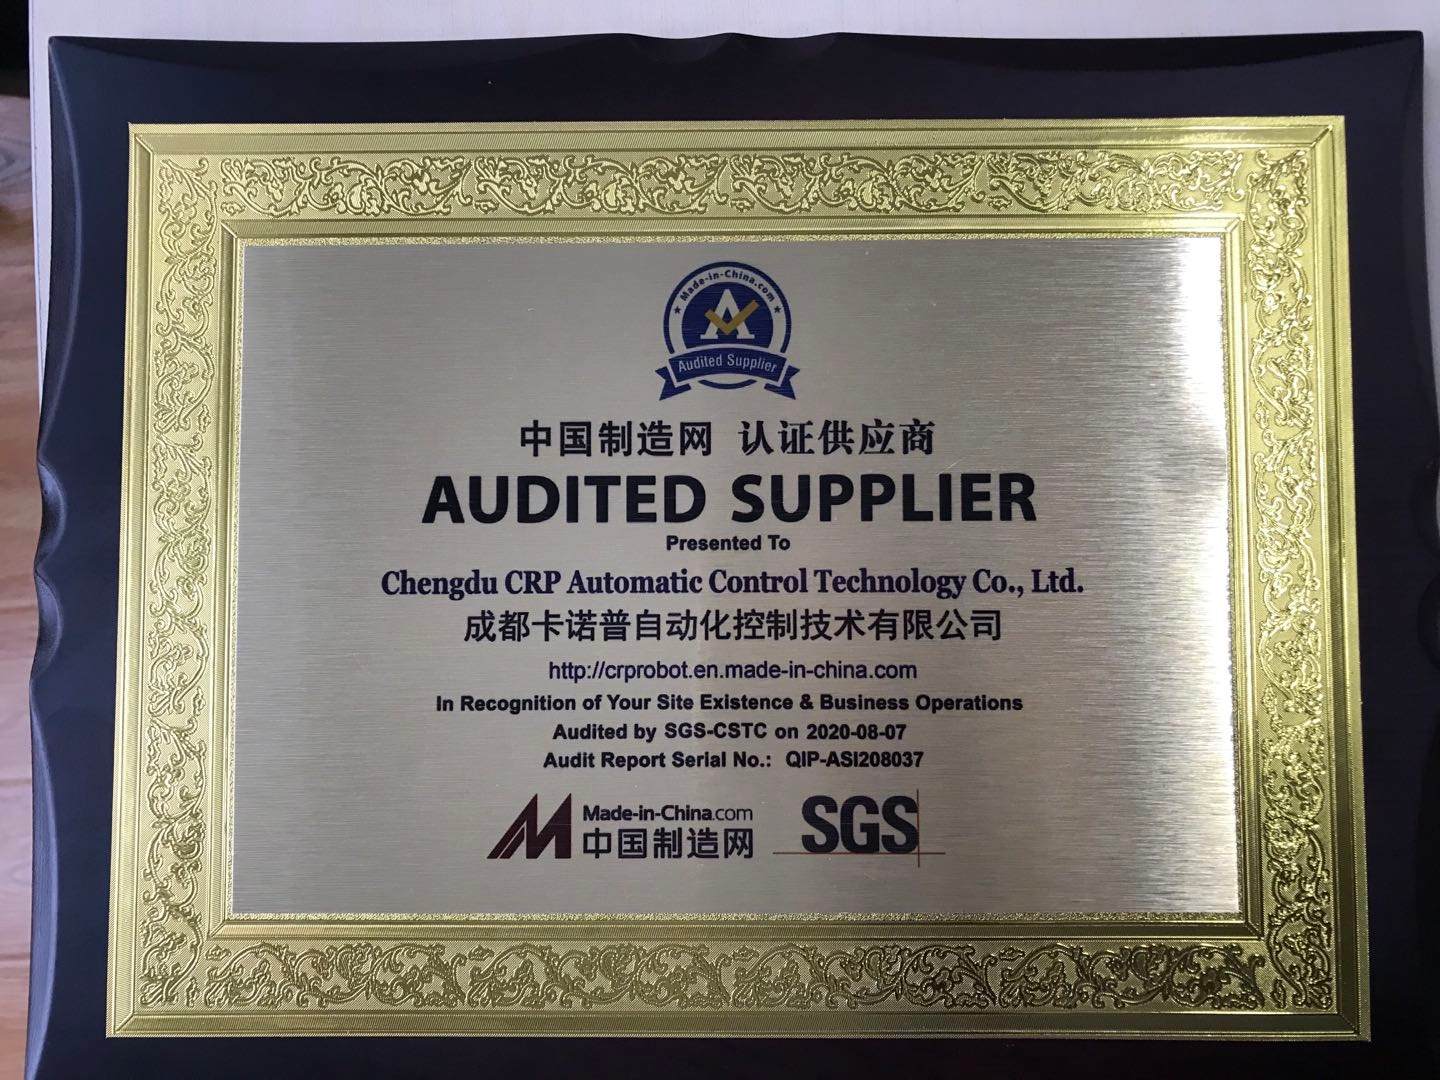 Made-in-China.com
Audited Supplier
中国制造网 认证供应商
AUDITED SUPPLIER
Presented To
Chengdu CRP Automatic Control Technology Co., Ltd.
成都卡诺普自动化控制技术有限公司
http://crprobot.en.made-in-china.com
In Recognition of Your Site Existence & Business Operations
Audited by SGS-CSTC on 2020-08-07
Audit Report Serial No.: QIP-ASI208037
Made-in-China.com
中国制造网
SGS